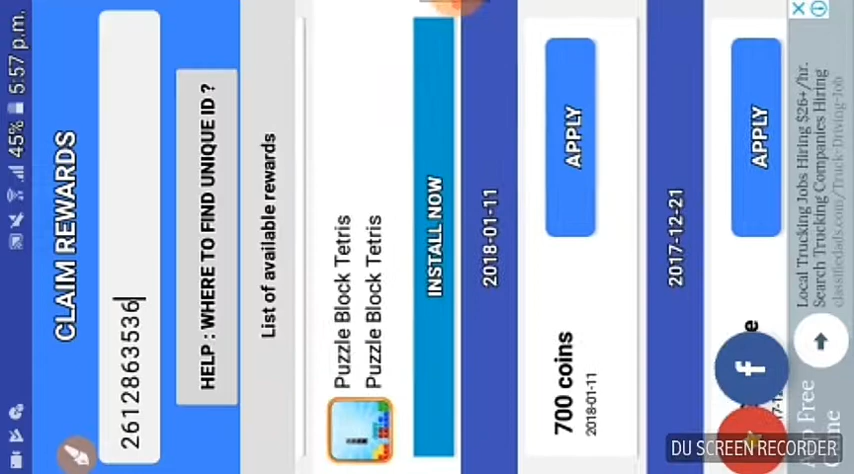 45% 5:57 p.m.
CLAIM REWARDS
2612863536
HELP : WHERE TO FIND UNIQUE ID ?
List of available rewards
Puzzle Block Tetris
Puzzle Block Tetris
INSTALL NOW
2018-01-11
700 coins
2018-01-11
APPLY
2017-12-21
APPLY
Local Trucking Jobs Hiring $26+/hr.
Search Trucking Companies Hiring
classifiedads.com/Truck-Driving-Job
Free
DU SCREEN RECORDER